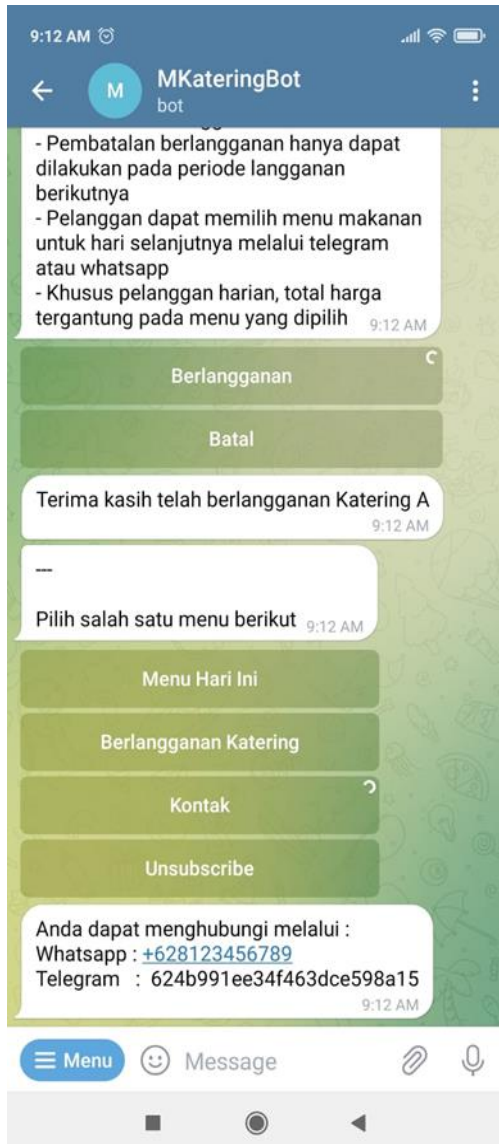 9:12 AM
M
MKateringBot
bot
- Pembatalan berlangganan hanya dapat
dilakukan pada periode langganan
berikutnya
- Pelanggan dapat memilih menu makanan
untuk hari selanjutnya melalui telegram
atau whatsapp
- Khusus pelanggan harian, total harga
tergantung pada menu yang dipilih 9:12 AM
Berlangganan
Batal
Terima kasih telah berlangganan Katering A
9:12 AM
---
Pilih salah satu menu berikut 9:12 AM
Menu Hari Ini
Berlangganan Katering
Kontak
Unsubscribe
Anda dapat menghubungi melalui :
Whatsapp : +628123456789
Telegram : 624b991ee34f463dce598a15
9:12 AM
Menu
Message